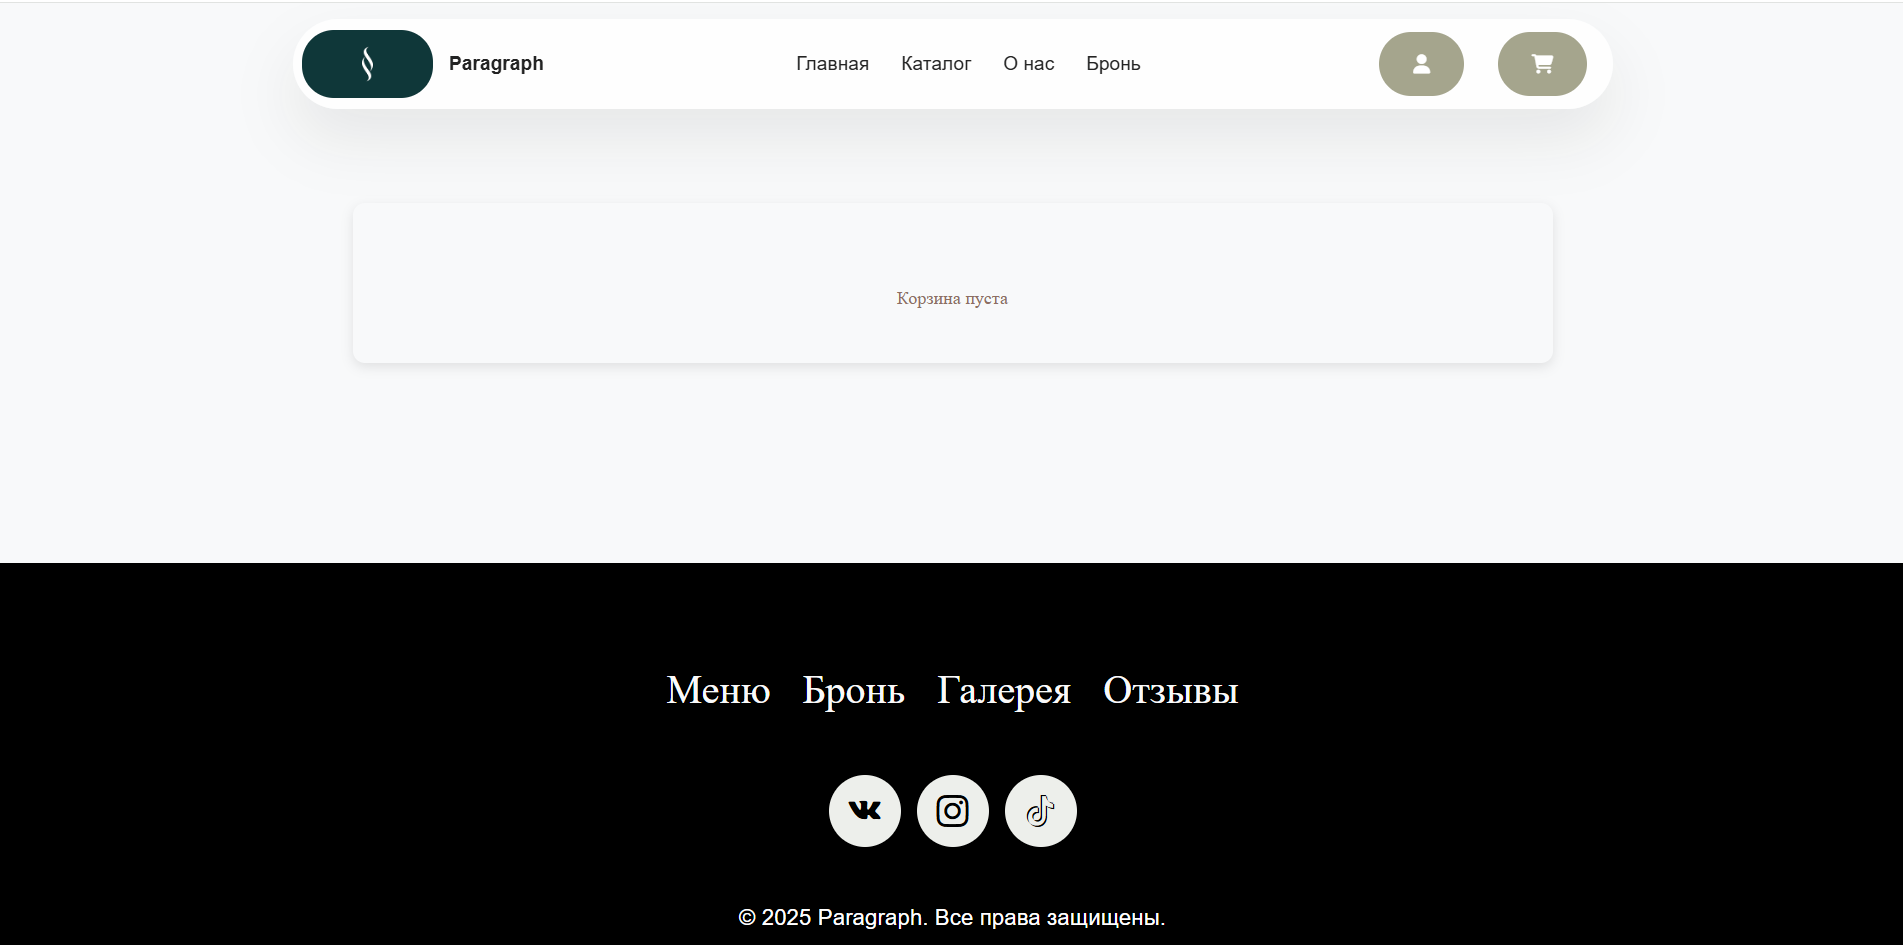 Paragraph Главная Каталог О нас Бронь
Корзина пуста
Меню Бронь Галерея Отзывы
© 2025 Paragraph. Все права защищены.